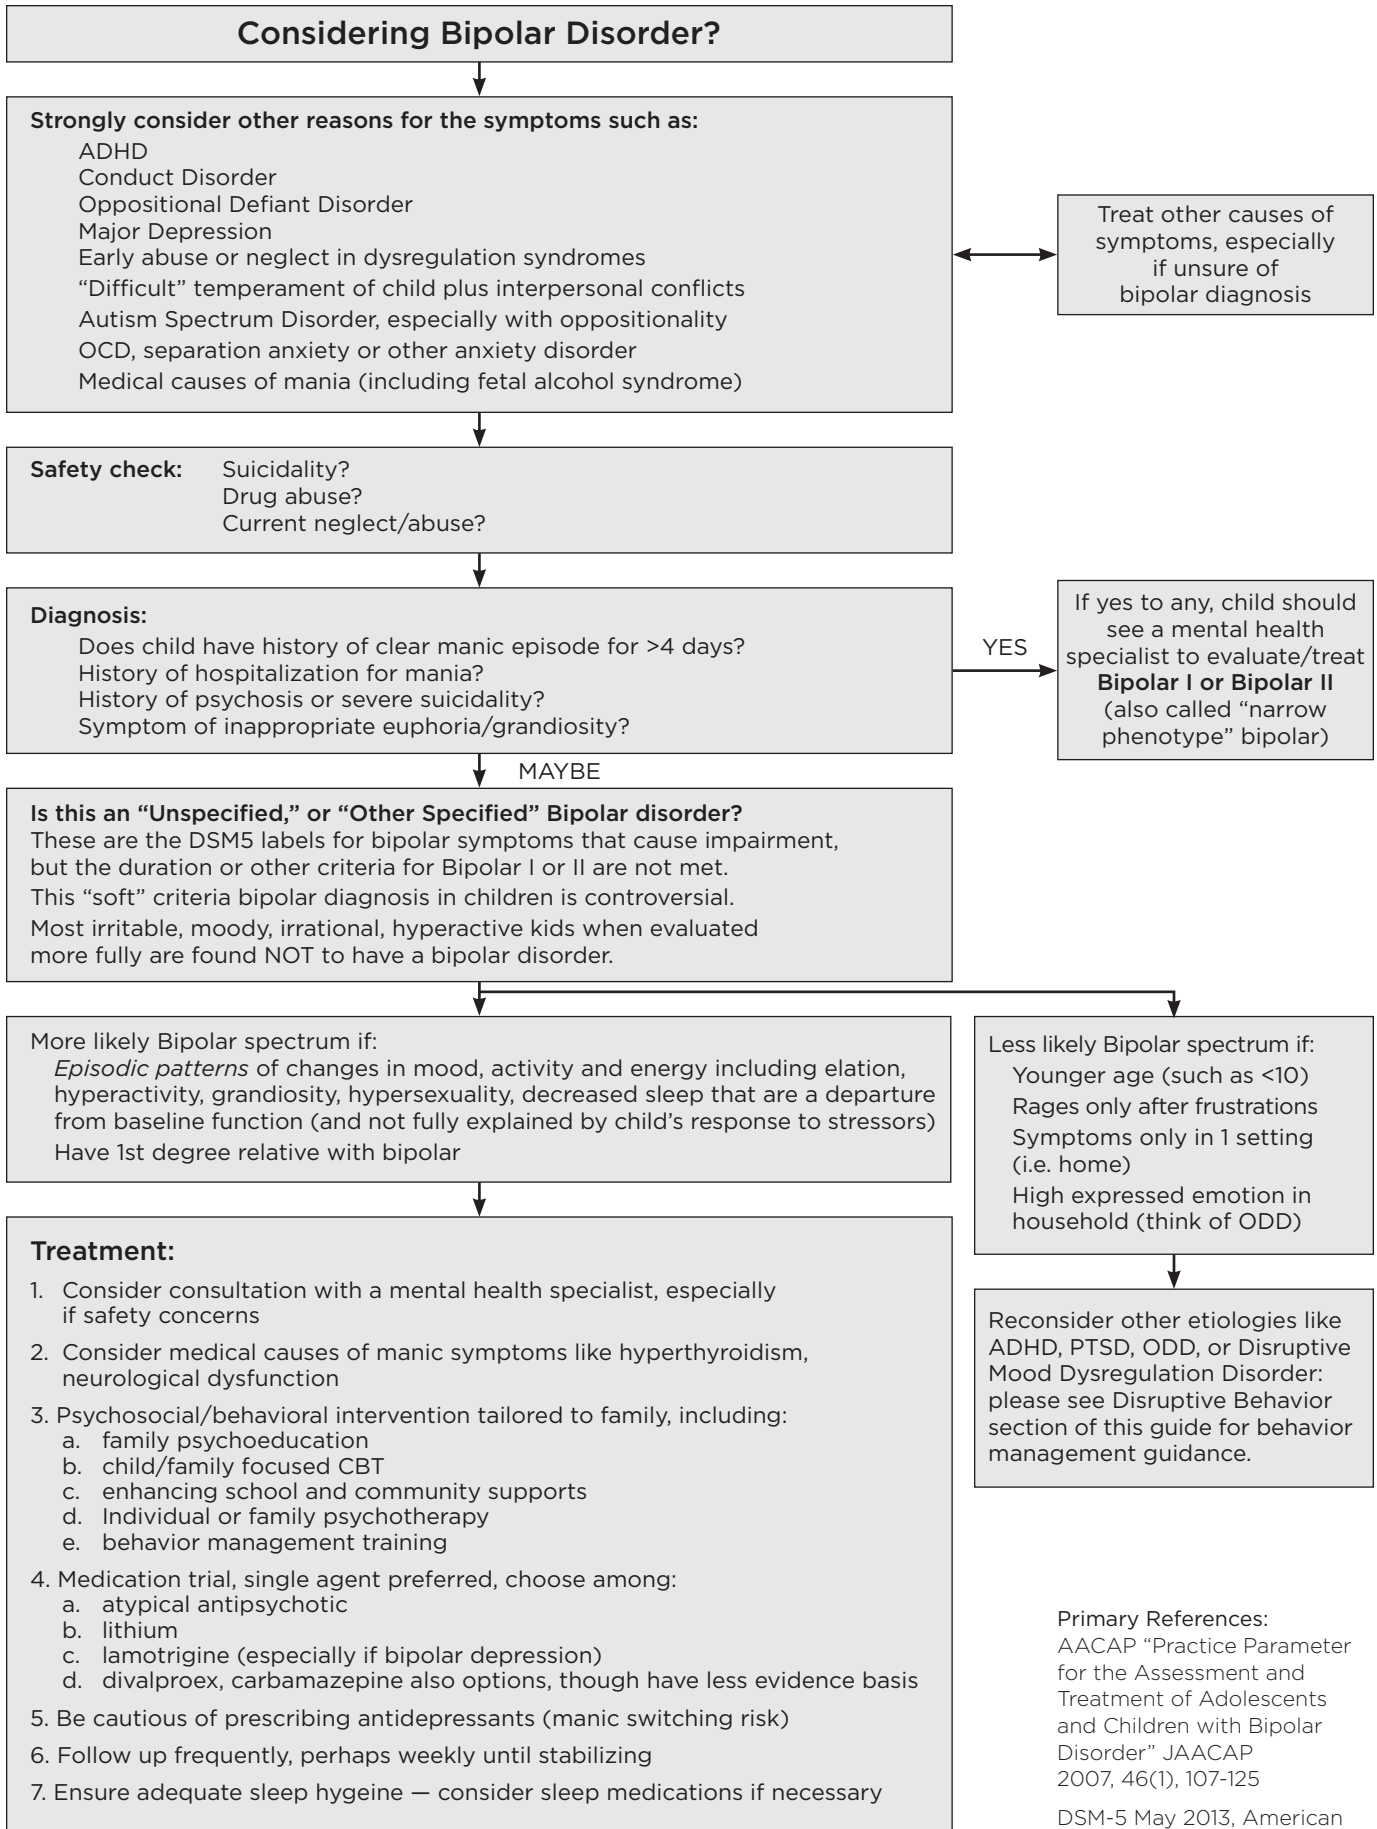 Considering Bipolar Disorder?
Strongly consider other reasons for the symptoms such as:
ADHD
Conduct Disorder
Oppositional Defiant Disorder
Major Depression
Early abuse or neglect in dysregulation syndromes
“Difficult” temperament of child plus interpersonal conflicts
Autism Spectrum Disorder, especially with oppositionality
OCD, separation anxiety or other anxiety disorder
Medical causes of mania (including fetal alcohol syndrome)
Treat other causes of
symptoms, especially
if unsure of
bipolar diagnosis
Safety check: Suicidality?
Drug abuse?
Current neglect/abuse?
Diagnosis:
Does child have history of clear manic episode for >4 days?
History of hospitalization for mania?
History of psychosis or severe suicidality?
Symptom of inappropriate euphoria/grandiosity?
YES
If yes to any, child should
see a mental health
specialist to evaluate/treat
Bipolar I or Bipolar II
(also called “narrow
phenotype” bipolar)
MAYBE
Is this an “Unspecified,” or “Other Specified” Bipolar disorder?
These are the DSM5 labels for bipolar symptoms that cause impairment,
but the duration or other criteria for Bipolar I or II are not met.
This “soft” criteria bipolar diagnosis in children is controversial.
Most irritable, moody, irrational, hyperactive kids when evaluated
more fully are found NOT to have a bipolar disorder.
More likely Bipolar spectrum if:
Episodic patterns of changes in mood, activity and energy including elation,
hyperactivity, grandiosity, hypersexuality, decreased sleep that are a departure
from baseline function (and not fully explained by child’s response to stressors)
Have 1st degree relative with bipolar
Less likely Bipolar spectrum if:
Younger age (such as <10)
Rages only after frustrations
Symptoms only in 1 setting
(i.e. home)
High expressed emotion in
household (think of ODD)
Treatment:
1. Consider consultation with a mental health specialist, especially
if safety concerns
2. Consider medical causes of manic symptoms like hyperthyroidism,
neurological dysfunction
3. Psychosocial/behavioral intervention tailored to family, including:
a. family psychoeducation
b. child/family focused CBT
c. enhancing school and community supports
d. Individual or family psychotherapy
e. behavior management training
4. Medication trial, single agent preferred, choose among:
a. atypical antipsychotic
b. lithium
c. lamotrigine (especially if bipolar depression)
d. divalproex, carbamazepine also options, though have less evidence basis
5. Be cautious of prescribing antidepressants (manic switching risk)
6. Follow up frequently, perhaps weekly until stabilizing
7. Ensure adequate sleep hygeine — consider sleep medications if necessary
Reconsider other etiologies like
ADHD, PTSD, ODD, or Disruptive
Mood Dysregulation Disorder:
please see Disruptive Behavior
section of this guide for behavior
management guidance.
Primary References:
AACAP “Practice Parameter
for the Assessment and
Treatment of Adolescents
and Children with Bipolar
Disorder” JAACAP
2007, 46(1), 107-125
DSM-5 May 2013, American